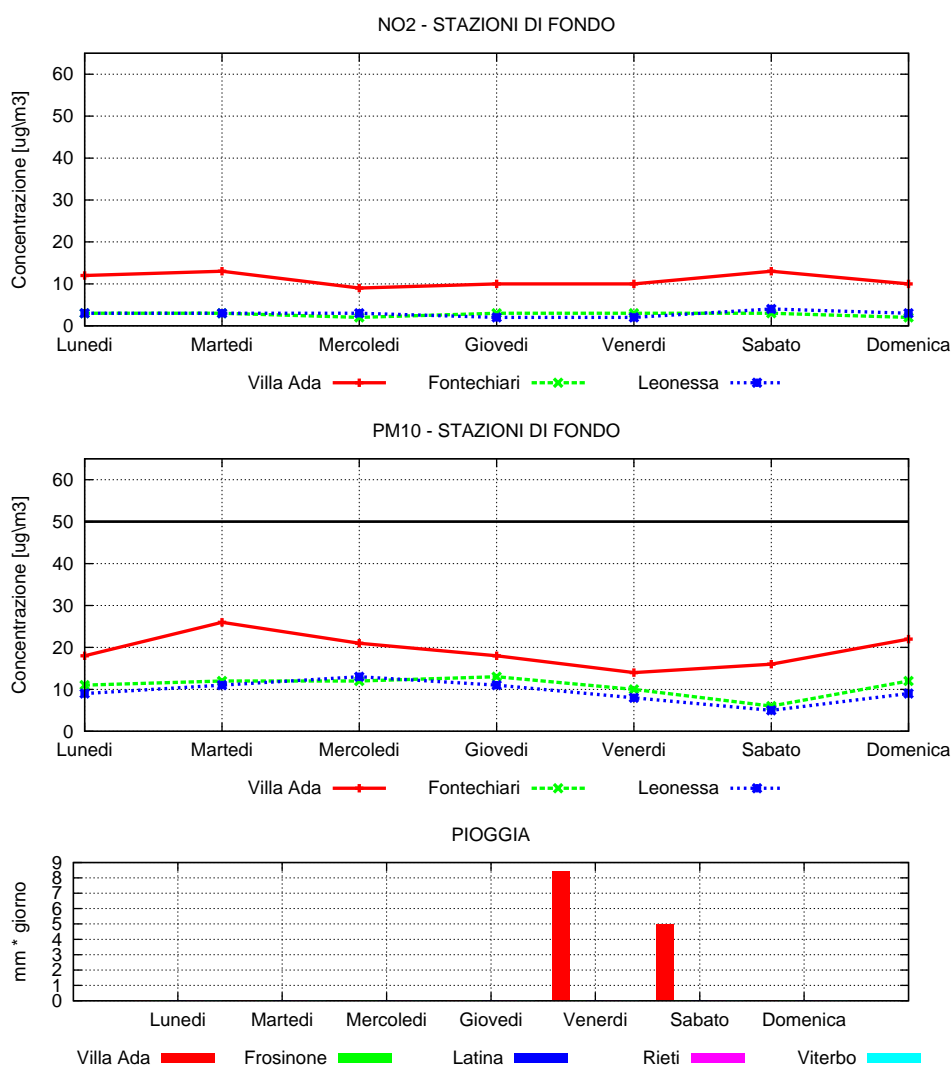 NO2 - STAZIONI DI FONDO
Concentrazione [ug\m3]
60
50
40
30
20
10
0
Lunedi Martedi Mercoledi Giovedi Venerdi Sabato Domenica
Villa Ada Fontechiari Leonessa
PM10 - STAZIONI DI FONDO
Concentrazione [ug\m3]
60
50
40
30
20
10
0
Lunedi Martedi Mercoledi Giovedi Venerdi Sabato Domenica
Villa Ada Fontechiari Leonessa
PIOGGIA
mm * giorno
9
8
7
6
5
4
3
2
1
0
Lunedi Martedi Mercoledi Giovedi Venerdi Sabato Domenica
Villa Ada Frosinone Latina Rieti Viterbo